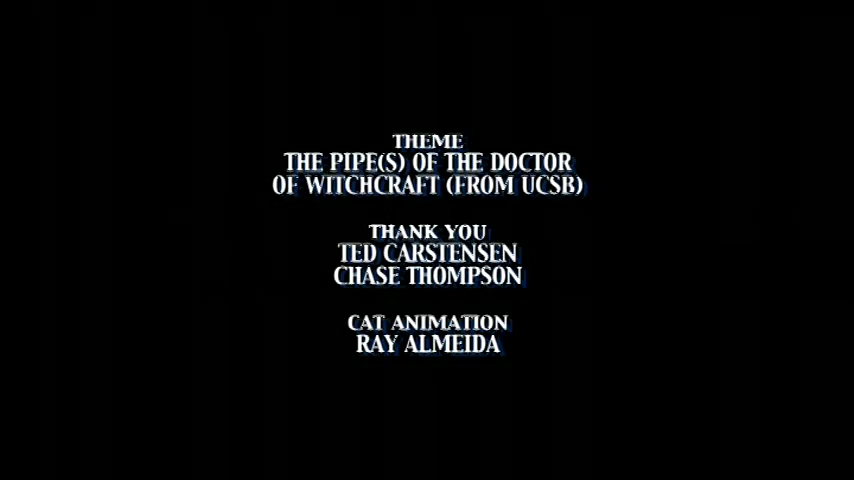 THEME
THE PIPE(S) OF THE DOCTOR
OF WITCHCRAFT (FROM UCSB)
THANK YOU
TED CARSTENSEN
CHASE THOMPSON
CAT ANIMATION
RAY ALMEIDA